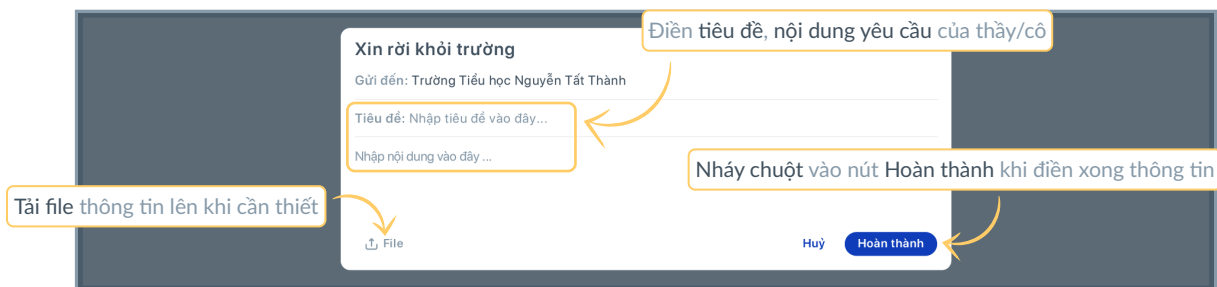 Điền tiêu đề, nội dung yêu cầu của thầy/cô
Xin rời khỏi trường
Gửi đến: Trường Tiểu học Nguyễn Tất Thành
Tiêu đề: Nhập tiêu đề vào đây...
Nhập nội dung vào đây ...
Nháy chuột vào nút Hoàn thành khi điền xong thông tin
Tải file thông tin lên khi cần thiết
File
Huỷ
Hoàn thành